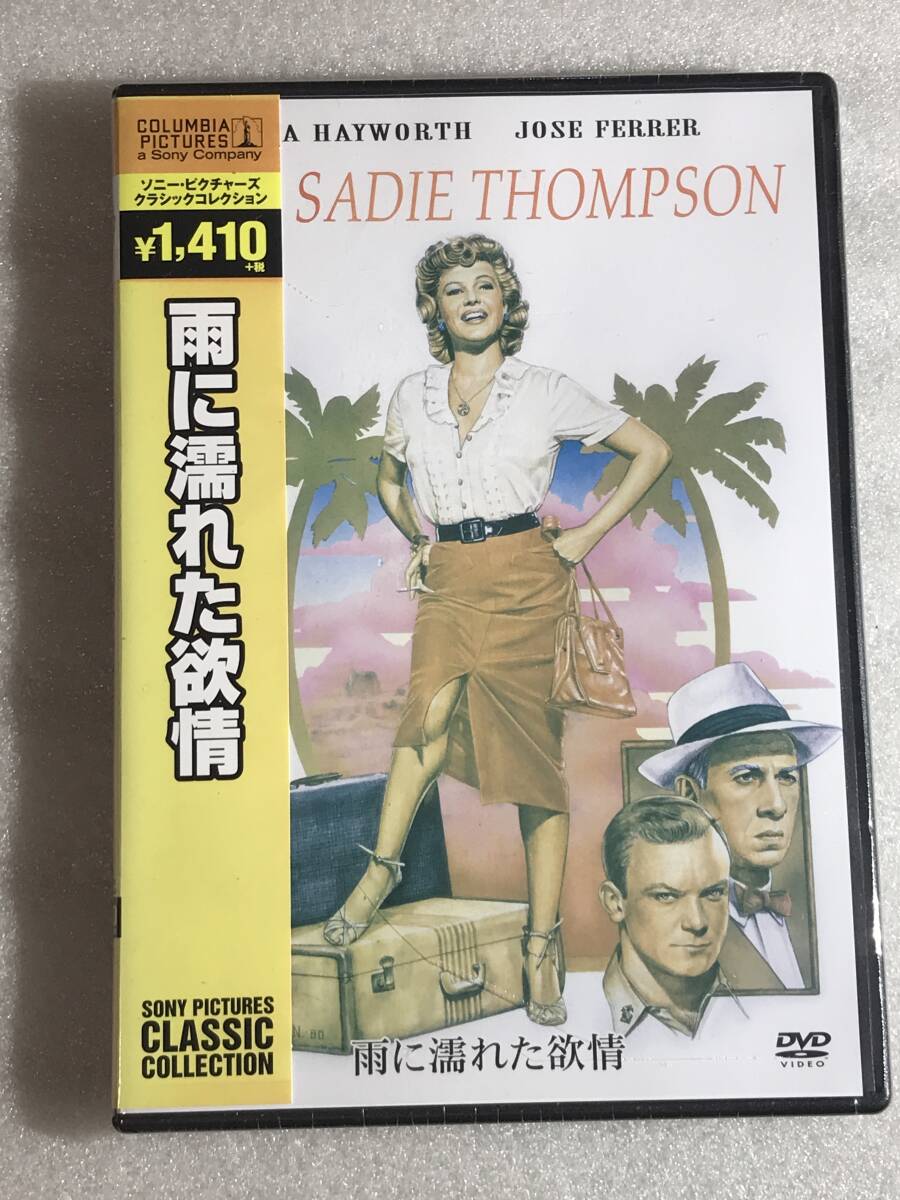 COLUMBIA
PICTURES
a Sony Company
ソニー・ピクチャーズ
クラシックコレクション
¥1,410
+税
雨に濡れた欲情
SONY PICTURES
CLASSIC
COLLECTION
A HAYWORTH JOSE FERRER
SADIE THOMPSON
N. 80
雨に濡れた欲情
DVD
VIDEO